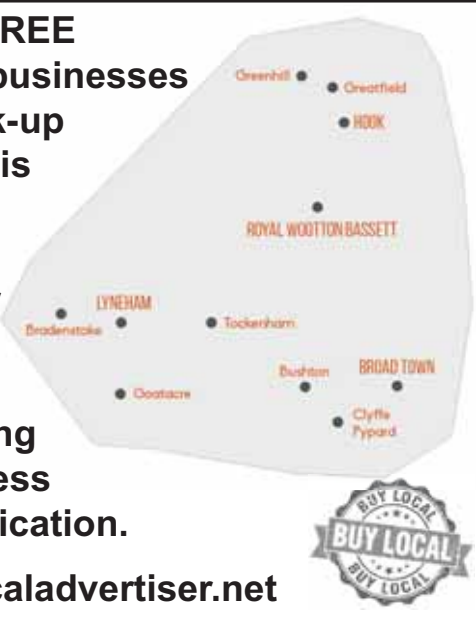 REE
businesses
k-up
is
ng
ess
ication.
caladvertiser.net
Greenhill
Greatfield
HOOK
ROYAL WOOTTON BASSETT
LYNEHAM
Bradenstoke
Tockenham
Goatacre
Bushton
BROAD TOWN
Clyffe
Pypard
BUY LOCAL
BUY LOCAL
BUY LOCAL